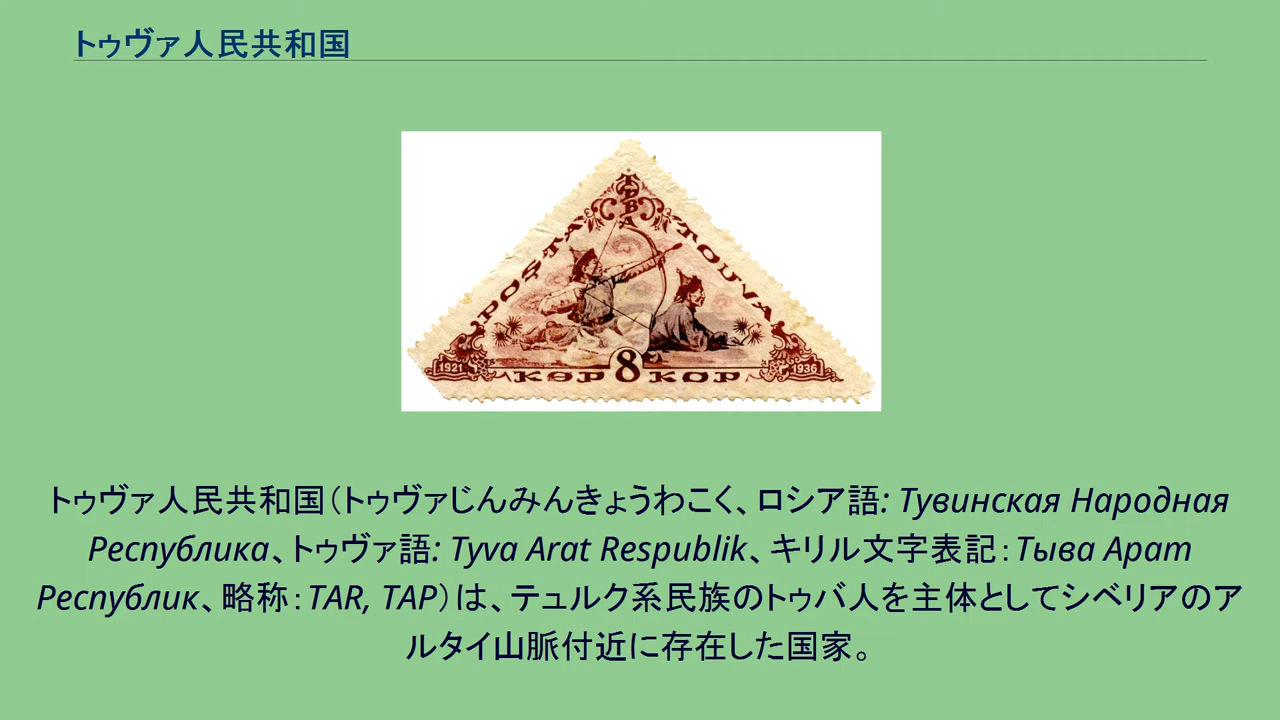 トゥヴァ人民共和国
TЬBA
POSTA
TOUVA
1921
KөP 8 KOP
1936
トゥヴァ人民共和国（トゥヴァじんみんきょうわこく、ロシア語: Тувинская Народная
Республика、トゥヴァ語: Tyva Arat Respublik、キリル文字表記：Тыва Арат
Республик、略称：TAR, TAP）は、テュルク系民族のトゥバ人を主体としてシベリアのア
ルタイ山脈付近に存在した国家。